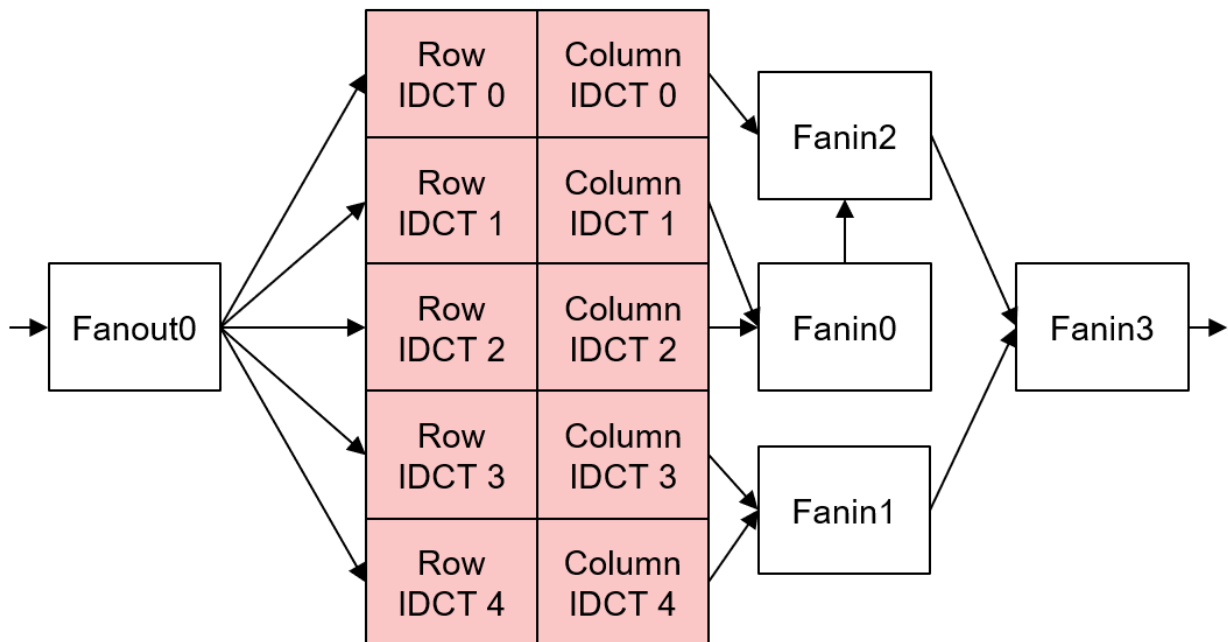 Row
IDCT 0
Column
IDCT 0
Fanin2
Row
IDCT 1
Column
IDCT 1
Fanout0
Row
IDCT 2
Column
IDCT 2
Fanin0
Fanin3
Row
IDCT 3
Column
IDCT 3
Fanin1
Row
IDCT 4
Column
IDCT 4